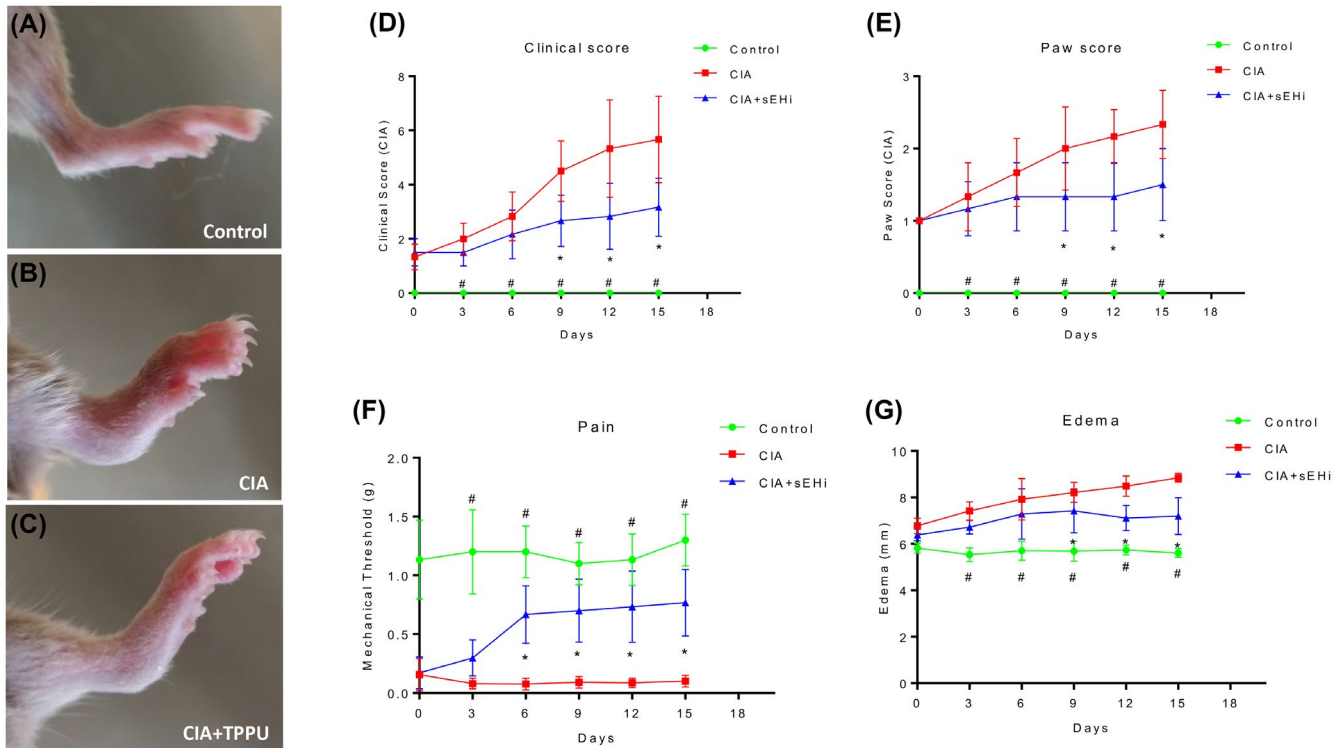 (A)
Control
(B)
CIA
(C)
CIA+TPPU
(D)
Clinical score
Control
CIA
CIA+sEHi
Clinical Score (CIA)
8
6
4
2
0
* * *
# # # # #
0 3 6 9 12 15 18
Days
(E)
Paw score
Control
CIA
CIA+sEHi
Paw Score (CIA)
3
2
1
0
* * *
# # # # #
0 3 6 9 12 15 18
Days
(F)
Pain
Control
CIA
CIA+sEHi
Mechanical Threshold (g)
2.0
1.5
1.0
0.5
0.0
# # # # #
* * * *
0 3 6 9 12 15 18
Days
(G)
Edema
Control
CIA
CIA+sEHi
Edema (mm)
10
8
6
4
2
0
* * *
# # # # #
0 3 6 9 12 15 18
Days